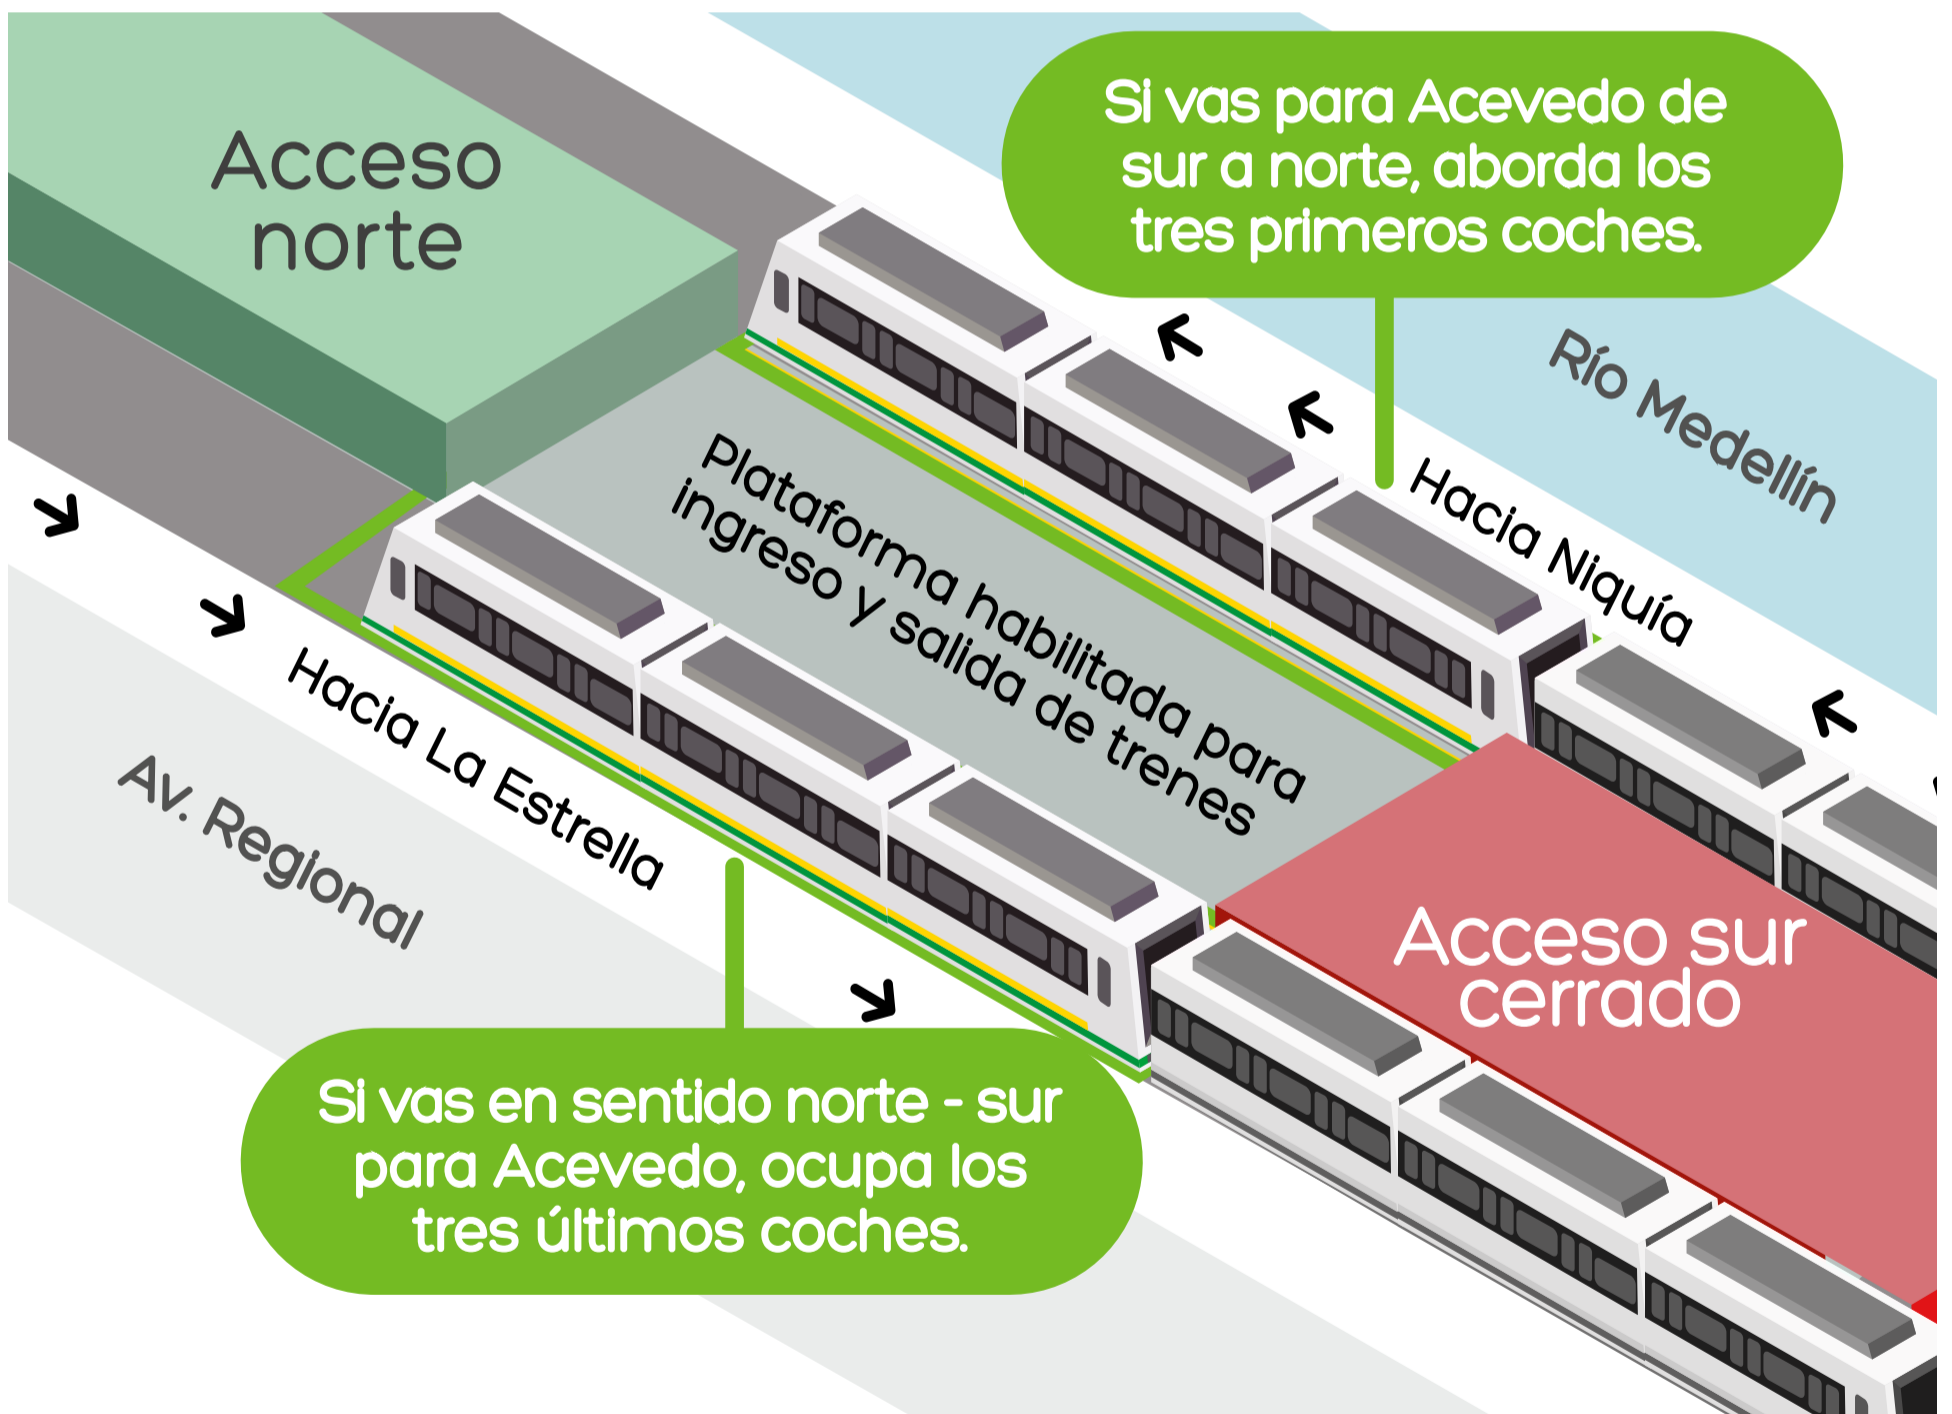 Acceso
norte
Si vas para Acevedo de
sur a norte, aborda los
tres primeros coches.
Río Medellín
Hacia Niquía
Plataforma habilitada para
ingreso y salida de trenes
Hacia La Estrella
Av. Regional
Acceso sur
cerrado
Si vas en sentido norte - sur
para Acevedo, ocupa los
tres últimos coches.